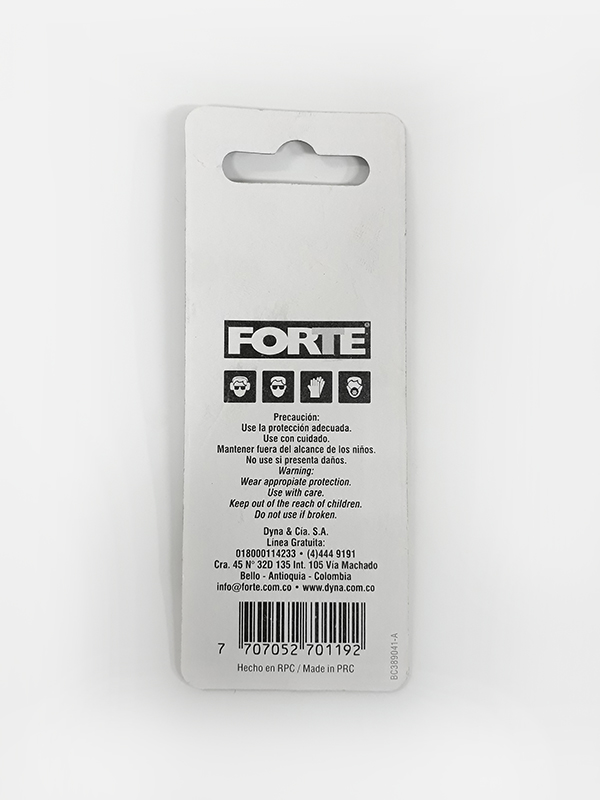 FORTE®
Precaución:
Use la protección adecuada.
Use con cuidado.
Mantener fuera del alcance de los niños.
No use si presenta daños.
Warning:
Wear appropiate protection.
Use with care.
Keep out of the reach of children.
Do not use if broken.
Dyna & Cía. S.A.
Línea Gratuita:
018000114233 • (4)444 9191
Cra. 45 N° 32D 135 Int. 105 Vía Machado
Bello - Antioquia - Colombia
info@forte.com.co • www.dyna.com.co
7 707052 701192
Hecho en RPC / Made in PRC
BC389041-A